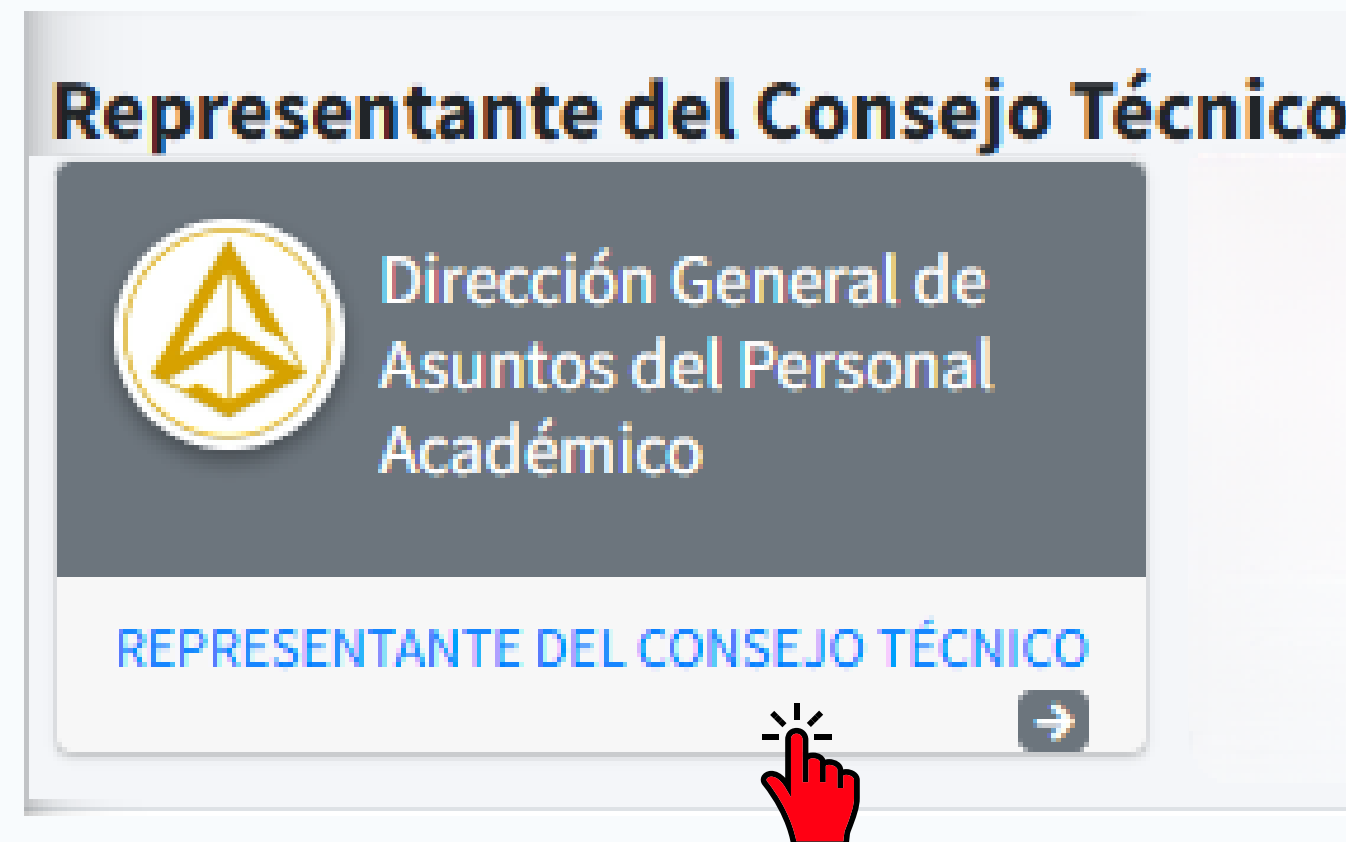 Representante del Consejo Técnico
Dirección General de
Asuntos del Personal
Académico
REPRESENTANTE DEL CONSEJO TÉCNICO